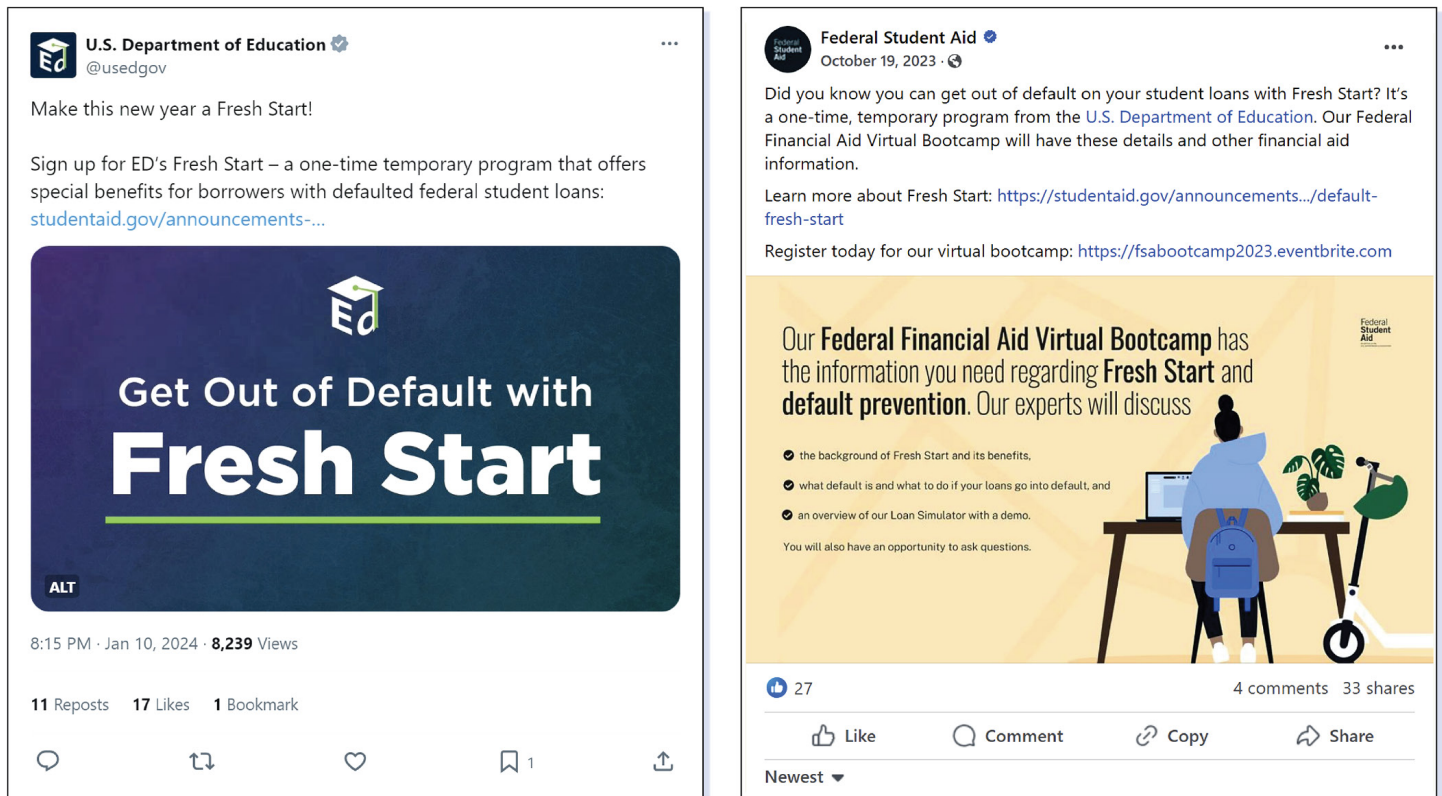 Ed
U.S. Department of Education
@usedgov
Make this new year a Fresh Start!
Sign up for ED's Fresh Start – a one-time temporary program that offers
special benefits for borrowers with defaulted federal student loans:
studentaid.gov/announcements-...
Ed
Get Out of Default with
Fresh Start
ALT
8:15 PM · Jan 10, 2024 · 8,239 Views
11 Reposts 17 Likes 1 Bookmark
1
Federal
Student
Aid
Federal Student Aid
October 19, 2023 ·
Did you know you can get out of default on your student loans with Fresh Start? It's
a one-time, temporary program from the U.S. Department of Education. Our Federal
Financial Aid Virtual Bootcamp will have these details and other financial aid
information.
Learn more about Fresh Start: https://studentaid.gov/announcements.../default-
fresh-start
Register today for our virtual bootcamp: https://fsabootcamp2023.eventbrite.com
Our Federal Financial Aid Virtual Bootcamp has
the information you need regarding Fresh Start and
default prevention. Our experts will discuss
Federal
Student
Aid
the background of Fresh Start and its benefits,
what default is and what to do if your loans go into default, and
an overview of our Loan Simulator with a demo.
You will also have an opportunity to ask questions.
27 4 comments 33 shares
Like Comment Copy Share
Newest